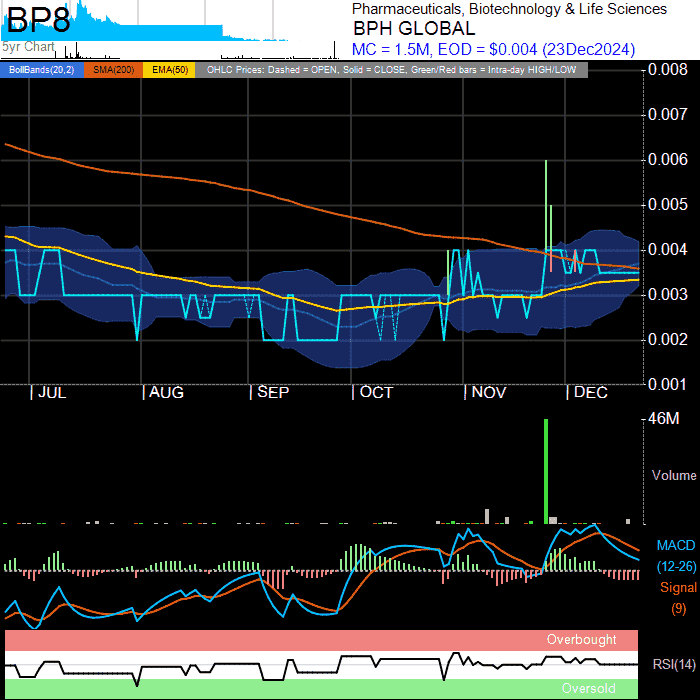 BP8
Pharmaceuticals, Biotechnology & Life Sciences
BPH GLOBAL
5yr Chart
MC = 1.5M, EOD = $0.004 (23Dec2024)
BollBands(20,2) SMA(200) EMA(50) OHLC Prices: Dashed = OPEN, Solid = CLOSE, Green/Red bars = Intra-day HIGH/LOW
0.008
0.007
0.006
0.005
0.004
0.003
0.002
0.001
| JUL | AUG | SEP | OCT | NOV | DEC
46M
Volume
MACD
(12-26)
Signal
(9)
Overbought
RSI(14)
Oversold